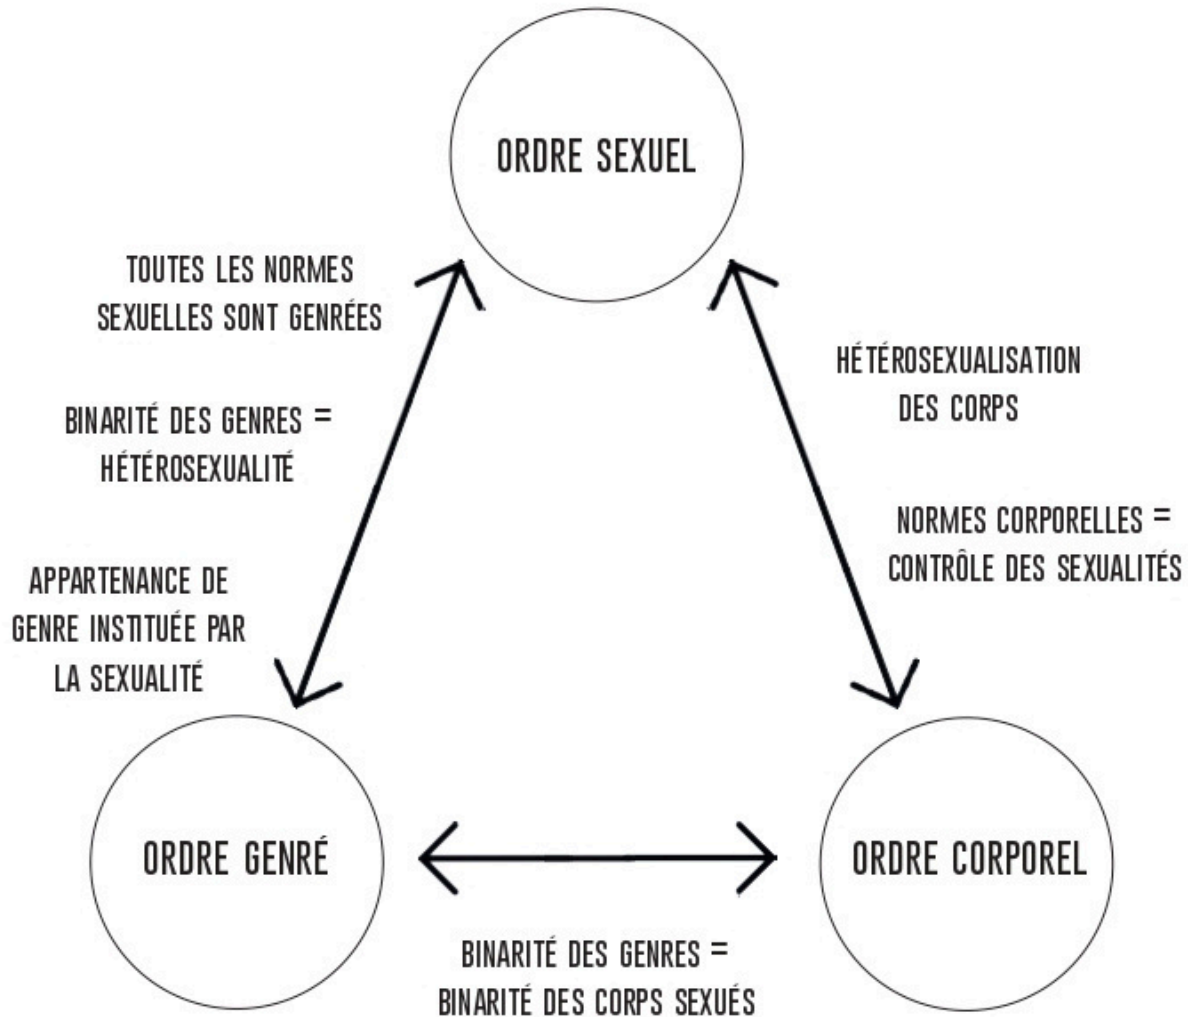 ORDRE SEXUEL
TOUTES LES NORMES
SEXUELLES SONT GENRÉES
BINARITÉ DES GENRES =
HÉTÉROSEXUALITÉ
APPARTENANCE DE
GENRE INSTITUÉE PAR
LA SEXUALITÉ
HÉTÉROSEXUALISATION
DES CORPS
NORMES CORPORELLES =
CONTRÔLE DES SEXUALITÉS
ORDRE GENRÉ
ORDRE CORPOREL
BINARITÉ DES GENRES =
BINARITÉ DES CORPS SEXUÉS